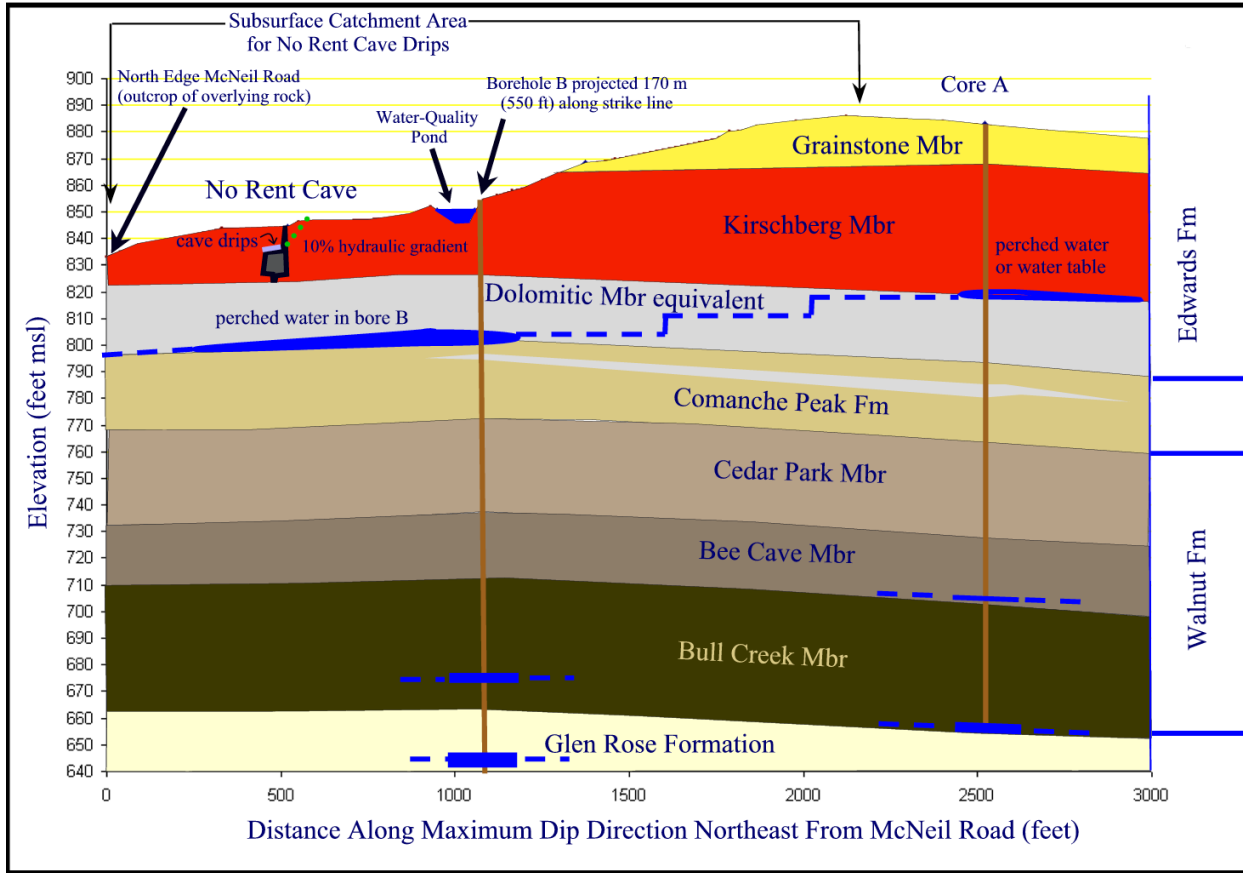 Subsurface Catchment Area
for No Rent Cave Drips
North Edge McNeil Road
(outcrop of overlying rock)
Borehole B projected 170 m
(550 ft) along strike line
Water-Quality
Pond
Core A
Grainstone Mbr
No Rent Cave
Kirschberg Mbr
cave drips
10% hydraulic gradient
perched water
or water table
Dolomitic Mbr equivalent
perched water in bore B
Comanche Peak Fm
Cedar Park Mbr
Bee Cave Mbr
Bull Creek Mbr
Glen Rose Formation
Edwards Fm
Walnut Fm
Elevation (feet msl)
900
890
880
870
860
850
840
830
820
810
800
790
780
770
760
750
740
730
720
710
700
690
680
670
660
650
640
0
500
1000
1500
2000
2500
3000
Distance Along Maximum Dip Direction Northeast From McNeil Road (feet)